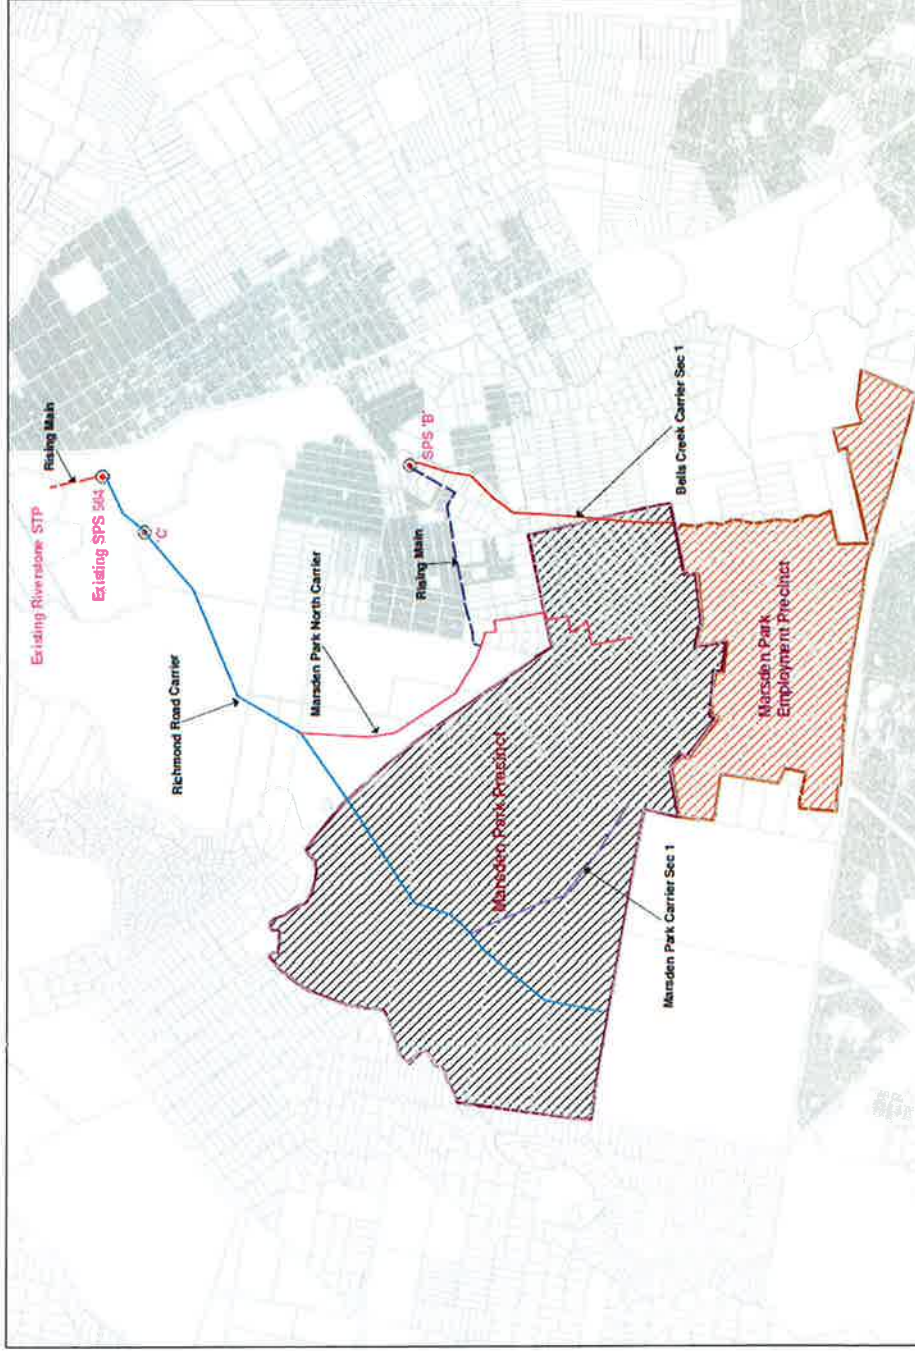 Existing Riverstone STP
Rising Main
Existing SPS 564
'C'
Richmond Road Carrier
Marsden Park North Carrier
Rising Main
SPS 'B'
Bells Creek Carrier Sec 1
Marsden Park Precinct
Marsden Park Carrier Sec 1
Marsden Park
Employment Precinct